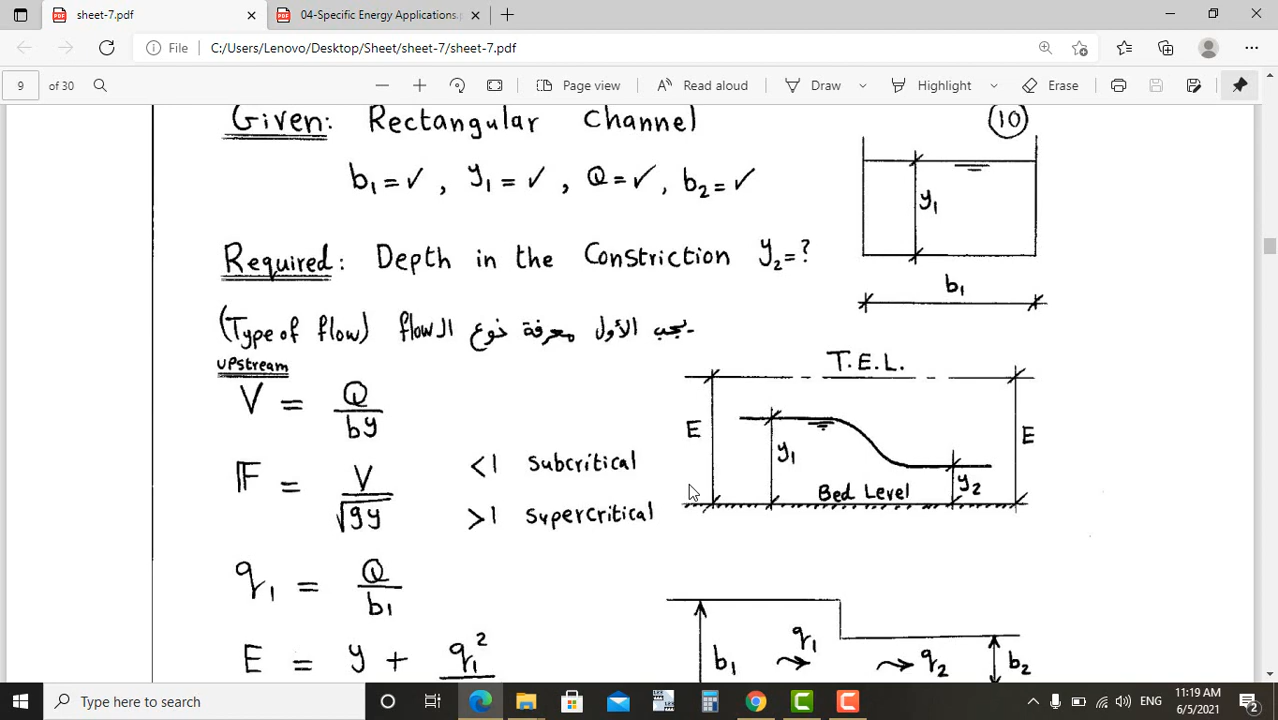 sheet-7.pdf
04-Specific Energy Applications.
File C:/Users/Lenovo/Desktop/Sheet/sheet-7/sheet-7.pdf
9 of 30 Page view Read aloud Draw Highlight Erase
Given: Rectangular Channel
10
b₁ = ✓, y₁ = ✓, Q = ✓, b₂ = ✓
y₁
b₁
Required: Depth in the Constriction y₂ = ?
- يجب الأول معرفة نوع الـ flow (Type of flow)
upstream
V = Q / by
F = V / √gy
<1 Subcritical
>1 Supercritical
q₁ = Q / b₁
E = y + q₁²
T.E.L.
E
y₁
Bed Level
y₂
E
b₁
q₁
q₂
b₂
Type here to search
ENG
11:19 AM
6/5/2021
2